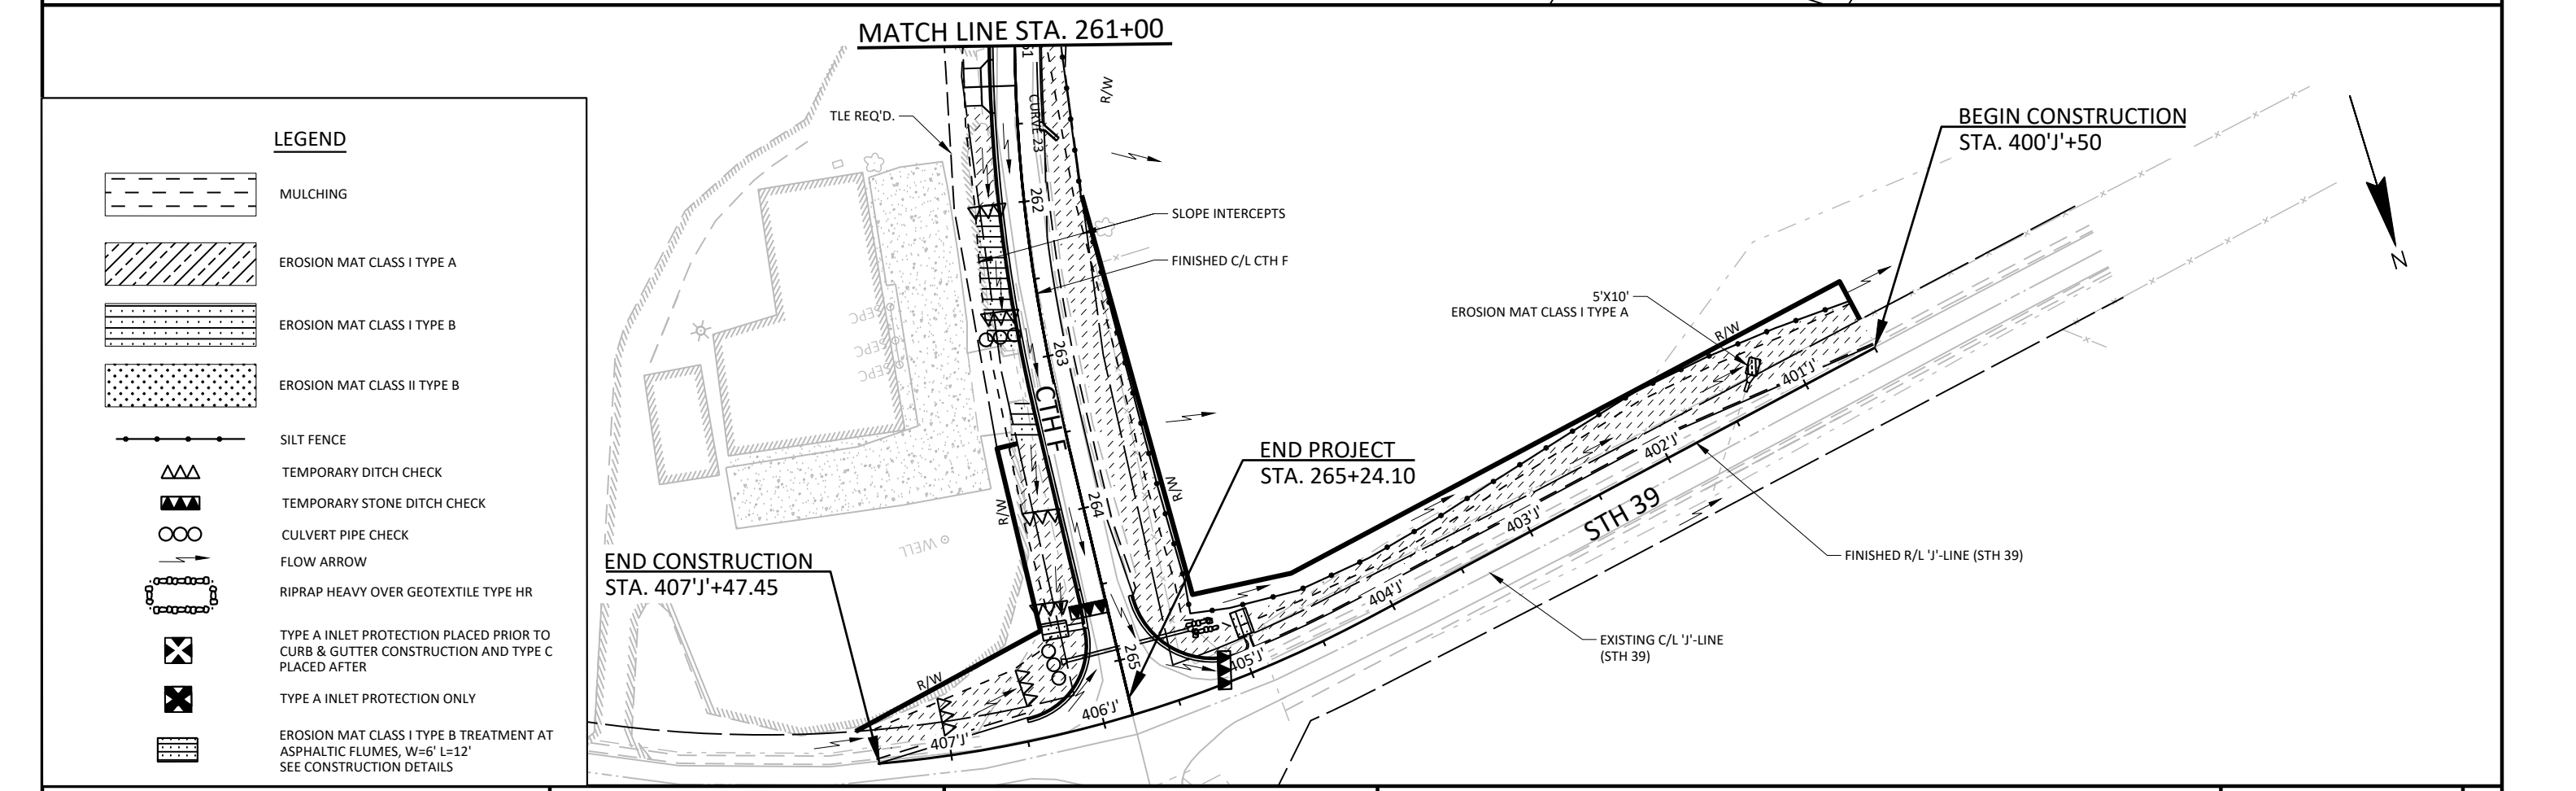 MATCH LINE STA. 261+00
LEGEND
MULCHING
EROSION MAT CLASS I TYPE A
EROSION MAT CLASS I TYPE B
EROSION MAT CLASS II TYPE B
SILT FENCE
TEMPORARY DITCH CHECK
TEMPORARY STONE DITCH CHECK
CULVERT PIPE CHECK
FLOW ARROW
RIPRAP HEAVY OVER GEOTEXTILE TYPE HR
TYPE A INLET PROTECTION PLACED PRIOR TO
CURB & GUTTER CONSTRUCTION AND TYPE C
PLACED AFTER
TYPE A INLET PROTECTION ONLY
EROSION MAT CLASS I TYPE B TREATMENT AT
ASPHALTIC FLUMES, W=6' L=12'
SEE CONSTRUCTION DETAILS
TLE REQ'D.
CURVE 23
R/W
262
SLOPE INTERCEPTS
FINISHED C/L CTH F
SEPC
SEPC
SEPC
263
CTH F
264
R/W
R/W
WELL
END PROJECT
STA. 265+24.10
END CONSTRUCTION
STA. 407'J'+47.45
R/W
265
407'J'
406'J'
405'J'
404'J'
403'J'
402'J'
401'J'
STH 39
R/W
5'X10'
EROSION MAT CLASS I TYPE A
BEGIN CONSTRUCTION
STA. 400'J'+50
FINISHED R/L 'J'-LINE (STH 39)
EXISTING C/L 'J'-LINE
(STH 39)
N